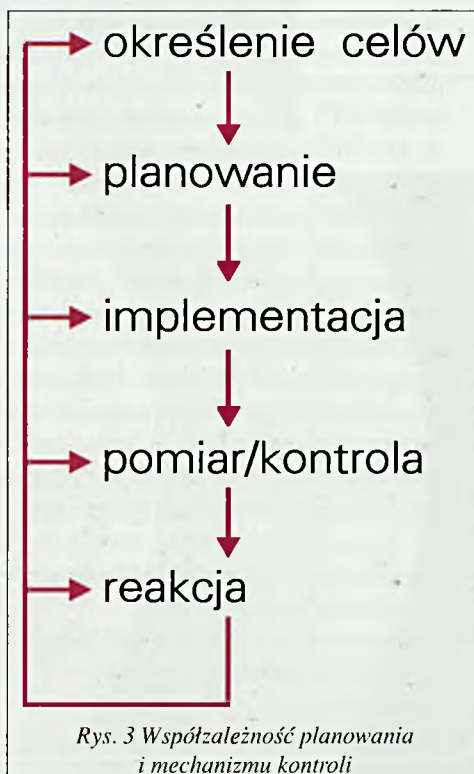 określenie celów
planowanie
implementacja
pomiar/kontrola
reakcja
Rys. 3 Współzależność planowania
i mechanizmu kontroli